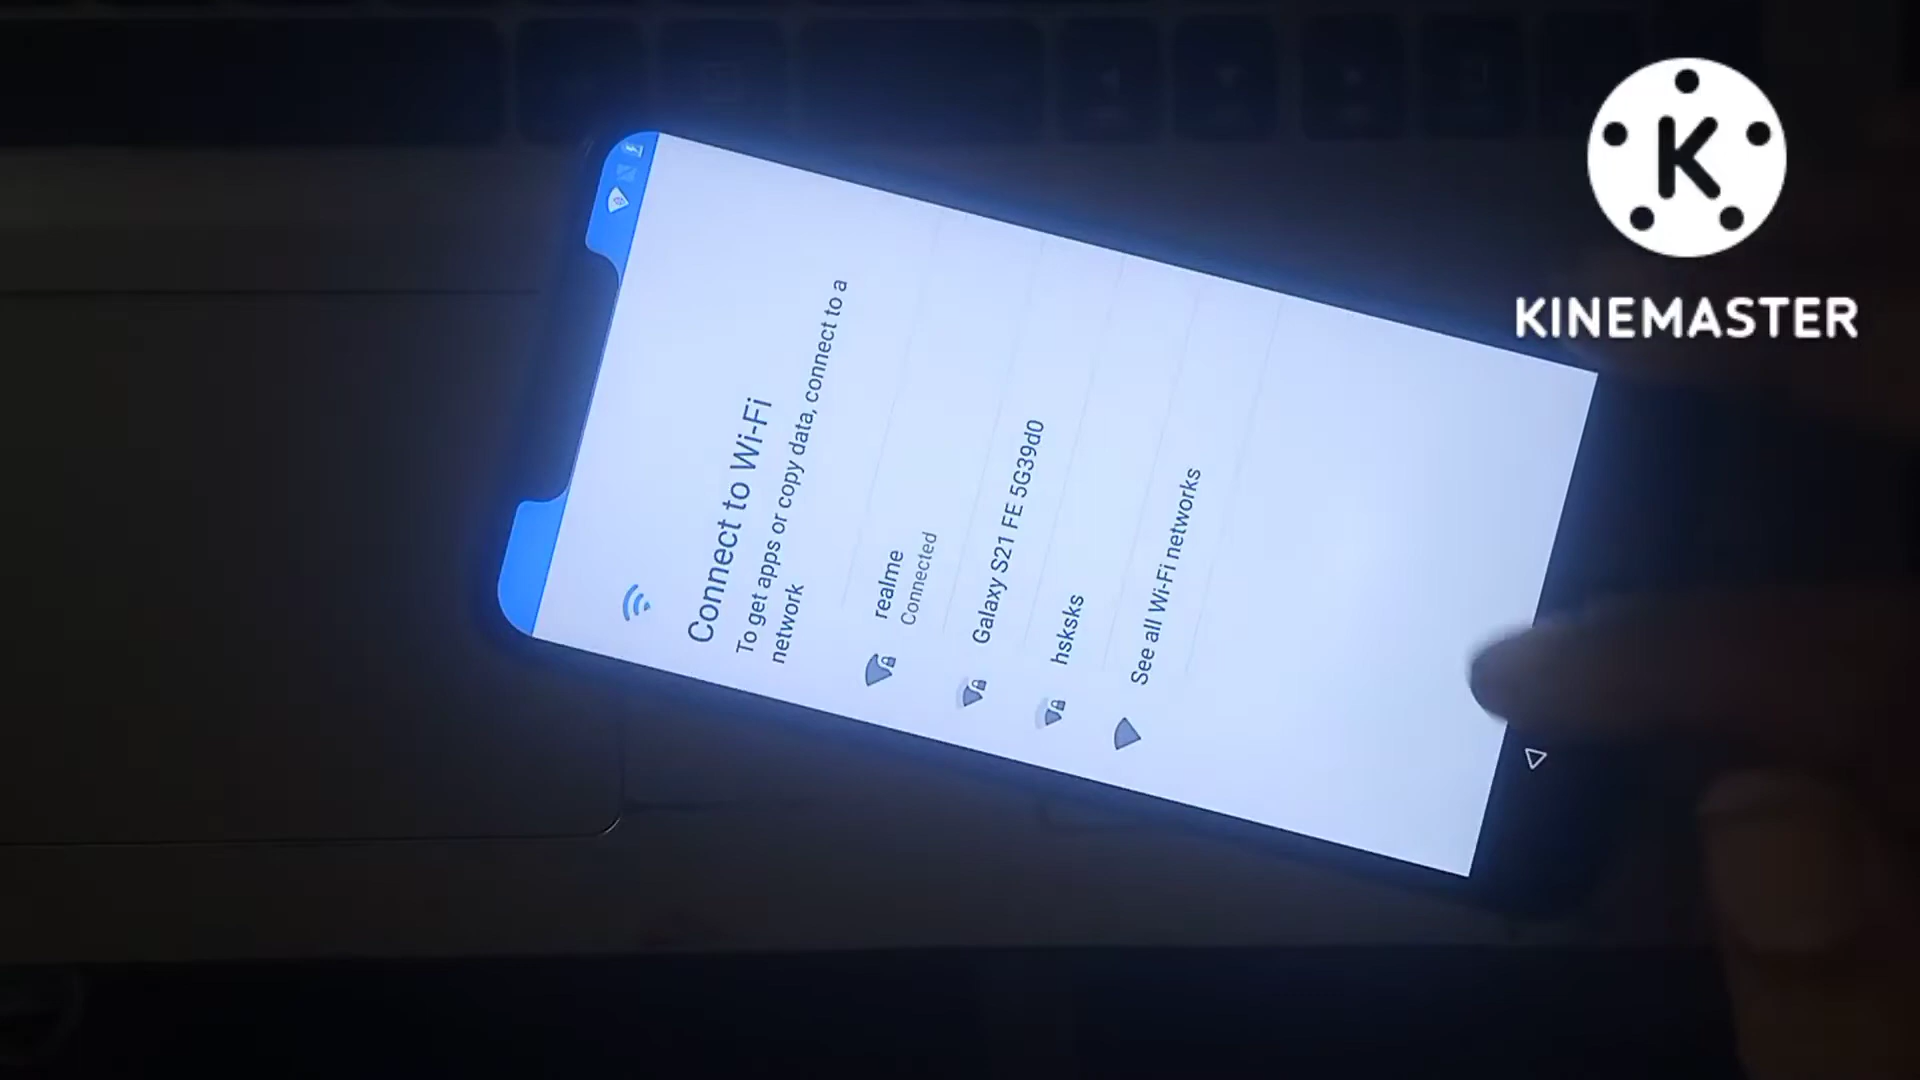 Connect to Wi-Fi
To get apps or copy data, connect to a
network
realme
Connected
Galaxy S21 FE 5G39d0
hsksks
See all Wi-Fi networks
K
KINEMASTER